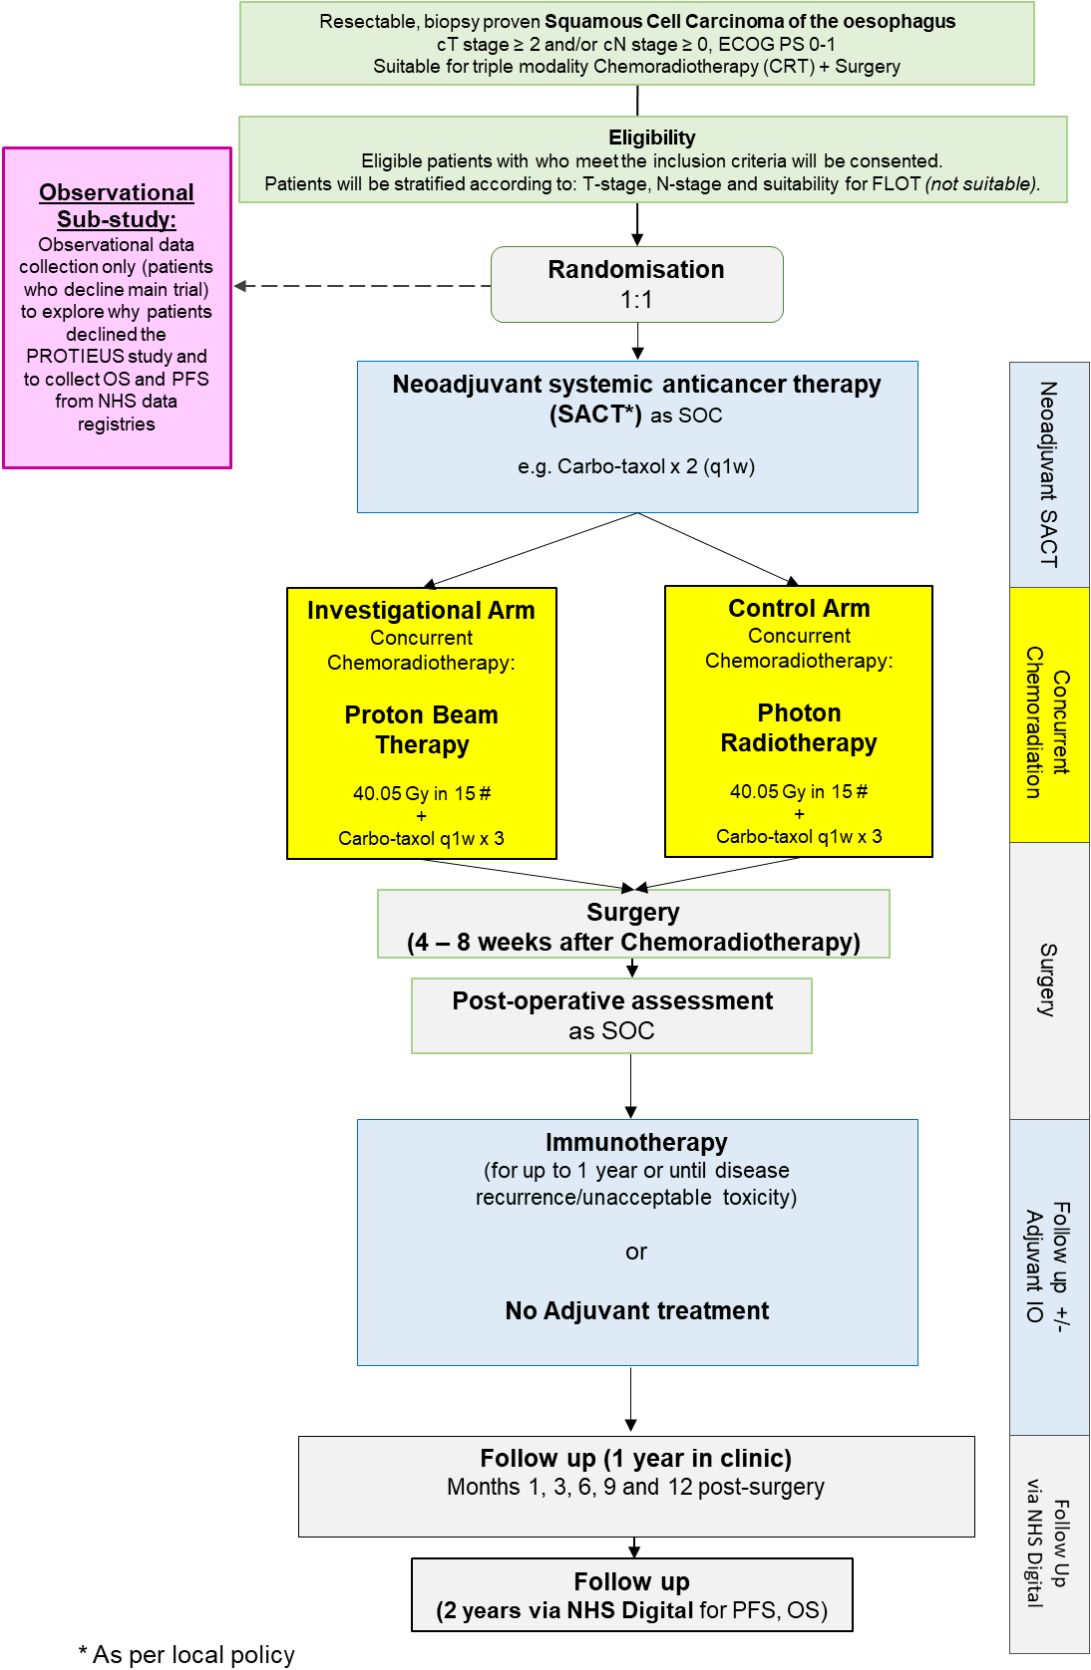 Resectable, biopsy proven Squamous Cell Carcinoma of the oesophagus
cT stage ≥ 2 and/or cN stage ≥ 0, ECOG PS 0-1
Suitable for triple modality Chemoradiotherapy (CRT) + Surgery
Eligibility
Eligible patients with who meet the inclusion criteria will be consented.
Patients will be stratified according to: T-stage, N-stage and suitability for FLOT (not suitable).
Observational
Sub-study:
Observational data
collection only (patients
who decline main trial)
to explore why patients
declined the
PROTIEUS study and
to collect OS and PFS
from NHS data
registries
Randomisation
1:1
Neoadjuvant systemic anticancer therapy
(SACT*) as SOC
e.g. Carbo-taxol x 2 (q1w)
Neoadjuvant SACT
Investigational Arm
Concurrent
Chemoradiotherapy:
Proton Beam
Therapy
40.05 Gy in 15 #
+
Carbo-taxol q1w x 3
Control Arm
Concurrent
Chemoradiotherapy:
Photon
Radiotherapy
40.05 Gy in 15 #
+
Carbo-taxol q1w x 3
Concurrent
Chemoradiation
Surgery
(4 – 8 weeks after Chemoradiotherapy)
Post-operative assessment
as SOC
Surgery
Immunotherapy
(for up to 1 year or until disease
recurrence/unacceptable toxicity)
or
No Adjuvant treatment
Follow up +/-
Adjuvant IO
Follow up (1 year in clinic)
Months 1, 3, 6, 9 and 12 post-surgery
Follow up
(2 years via NHS Digital for PFS, OS)
Follow Up
via NHS Digital
* As per local policy